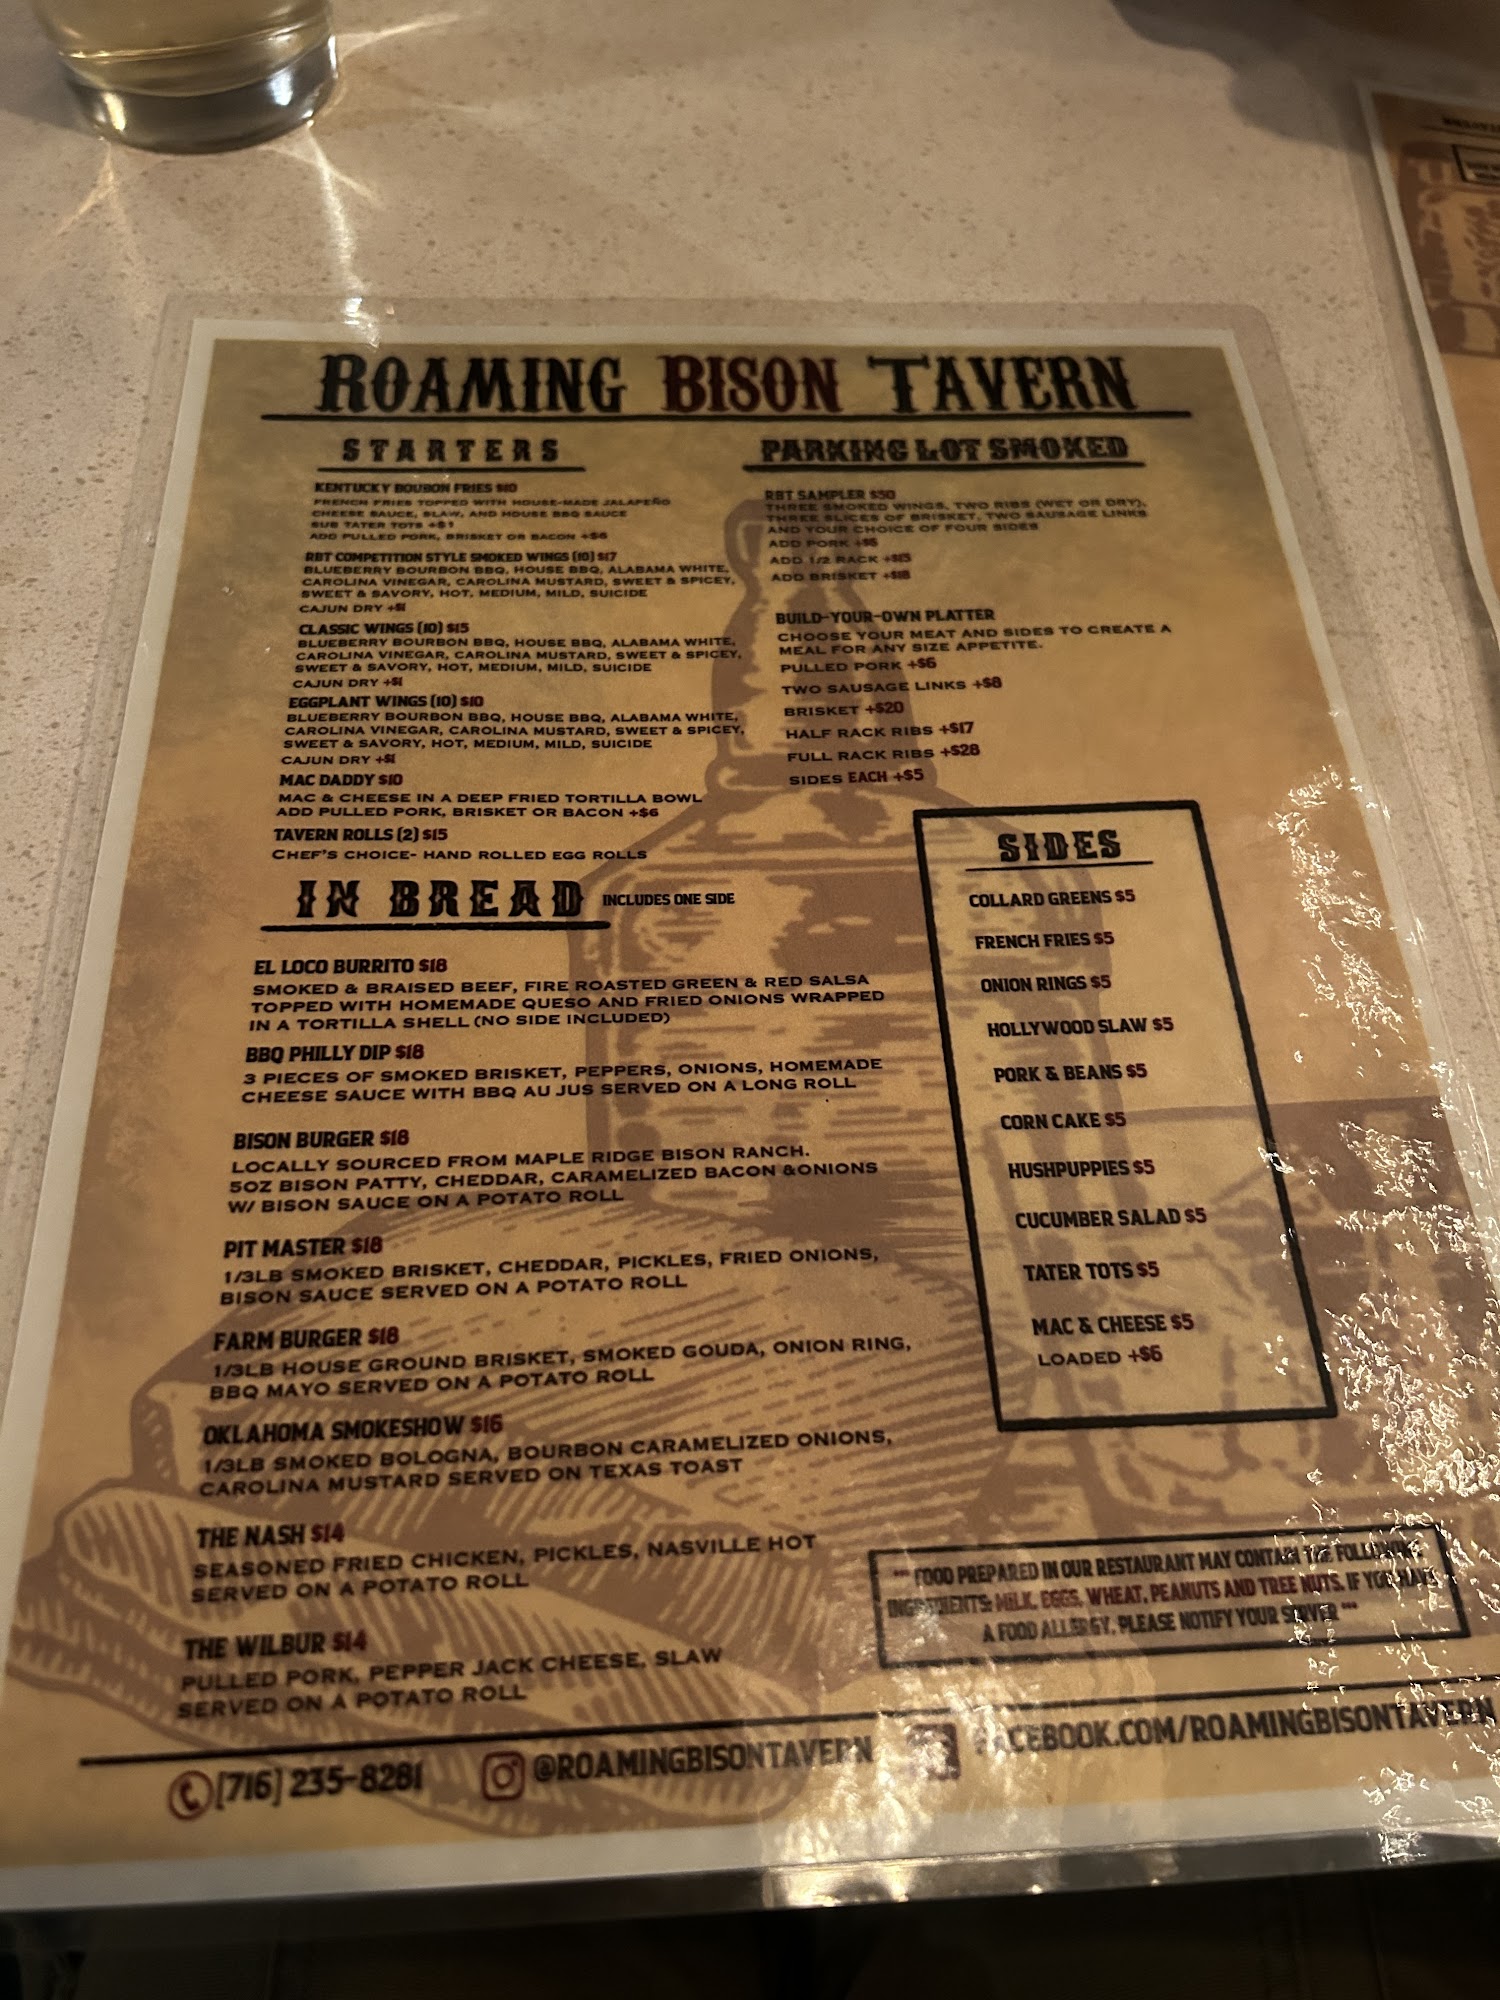 ROAMING BISON TAVERN
STARTERS
KENTUCKY BOUBON FRIES $10
FRENCH FRIES TOPPED WITH HOUSE-MADE JALAPEÑO
CHEESE SAUCE, SLAW, AND HOUSE BBQ SAUCE
SUB TATER TOTS +$1
ADD PULLED PORK, BRISKET OR BACON +$6
RBT COMPETITION STYLE SMOKED WINGS (10) $17
BLUEBERRY BOURBON BBQ, HOUSE BBQ, ALABAMA WHITE,
CAROLINA VINEGAR, CAROLINA MUSTARD, SWEET & SPICEY,
SWEET & SAVORY, HOT, MEDIUM, MILD, SUICIDE
CAJUN DRY +$1
CLASSIC WINGS (10) $15
BLUEBERRY BOURBON BBQ, HOUSE BBQ, ALABAMA WHITE,
CAROLINA VINEGAR, CAROLINA MUSTARD, SWEET & SPICEY,
SWEET & SAVORY, HOT, MEDIUM, MILD, SUICIDE
CAJUN DRY +$1
EGGPLANT WINGS (10) $10
BLUEBERRY BOURBON BBQ, HOUSE BBQ, ALABAMA WHITE,
CAROLINA VINEGAR, CAROLINA MUSTARD, SWEET & SPICEY,
SWEET & SAVORY, HOT, MEDIUM, MILD, SUICIDE
CAJUN DRY +$1
MAC DADDY $10
MAC & CHEESE IN A DEEP FRIED TORTILLA BOWL
ADD PULLED PORK, BRISKET OR BACON +$6
TAVERN ROLLS (2) $15
CHEF'S CHOICE- HAND ROLLED EGG ROLLS
PARKING LOT SMOKED
RBT SAMPLER $50
THREE SMOKED WINGS, TWO RIBS (WET OR DRY),
THREE SLICES OF BRISKET, TWO SAUSAGE LINKS
AND YOUR CHOICE OF FOUR SIDES
ADD PORK +$6
ADD 1/2 RACK +$15
ADD BRISKET +$18
BUILD-YOUR-OWN PLATTER
CHOOSE YOUR MEAT AND SIDES TO CREATE A
MEAL FOR ANY SIZE APPETITE.
PULLED PORK +$6
TWO SAUSAGE LINKS +$8
BRISKET +$20
HALF RACK RIBS +$17
FULL RACK RIBS +$28
SIDES EACH +$5
IN BREAD INCLUDES ONE SIDE
EL LOCO BURRITO $18
SMOKED & BRAISED BEEF, FIRE ROASTED GREEN & RED SALSA
TOPPED WITH HOMEMADE QUESO AND FRIED ONIONS WRAPPED
IN A TORTILLA SHELL (NO SIDE INCLUDED)
BBQ PHILLY DIP $18
3 PIECES OF SMOKED BRISKET, PEPPERS, ONIONS, HOMEMADE
CHEESE SAUCE WITH BBQ AU JUS SERVED ON A LONG ROLL
BISON BURGER $18
LOCALLY SOURCED FROM MAPLE RIDGE BISON RANCH.
5OZ BISON PATTY, CHEDDAR, CARAMELIZED BACON &ONIONS
W/ BISON SAUCE ON A POTATO ROLL
PIT MASTER $18
1/3LB SMOKED BRISKET, CHEDDAR, PICKLES, FRIED ONIONS,
BISON SAUCE SERVED ON A POTATO ROLL
FARM BURGER $18
1/3LB HOUSE GROUND BRISKET, SMOKED GOUDA, ONION RING,
BBQ MAYO SERVED ON A POTATO ROLL
OKLAHOMA SMOKESHOW $16
1/3LB SMOKED BOLOGNA, BOURBON CARAMELIZED ONIONS,
CAROLINA MUSTARD SERVED ON TEXAS TOAST
THE NASH $14
SEASONED FRIED CHICKEN, PICKLES, NASVILLE HOT
SERVED ON A POTATO ROLL
THE WILBUR $14
PULLED PORK, PEPPER JACK CHEESE, SLAW
SERVED ON A POTATO ROLL
SIDES
COLLARD GREENS $5
FRENCH FRIES $5
ONION RINGS $5
HOLLYWOOD SLAW $5
PORK & BEANS $5
CORN CAKE $5
HUSHPUPPIES $5
CUCUMBER SALAD $5
TATER TOTS $5
MAC & CHEESE $5
LOADED +$6
*** FOOD PREPARED IN OUR RESTAURANT MAY CONTAIN THE FOLLOWING
INGREDIENTS: MILK, EGGS, WHEAT, PEANUTS AND TREE NUTS. IF YOU HAVE
A FOOD ALLERGY, PLEASE NOTIFY YOUR SERVER ***
(716) 235-8281 @ROAMINGBISONTAVERN FACEBOOK.COM/ROAMINGBISONTAVERN